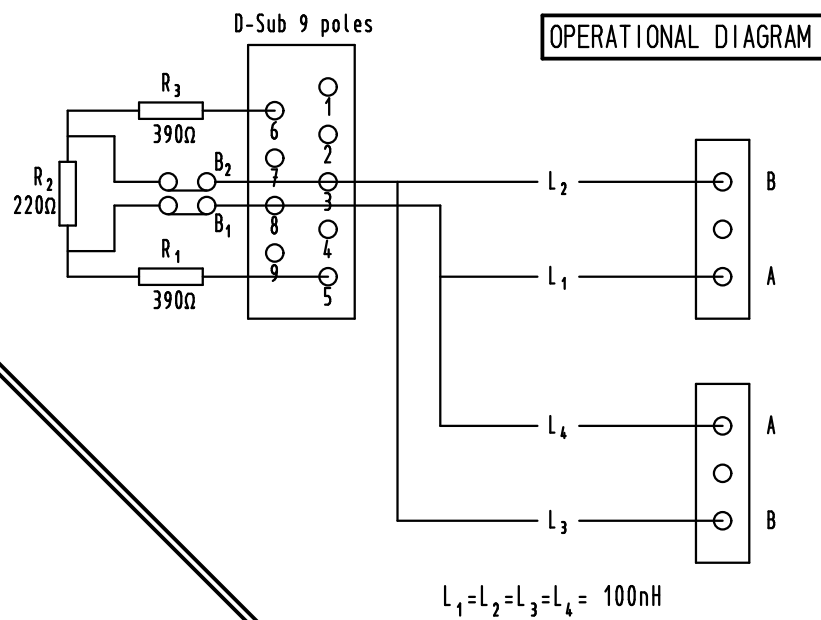 D-Sub 9 poles
OPERATIONAL DIAGRAM
R3
390Ω
1
6
2
B2
7
R2
220Ω
3
L2
B
B1
8
R1
4
9
390Ω
5
L1
A
L4
A
L3
B
L1=L2=L3=L4= 100nH